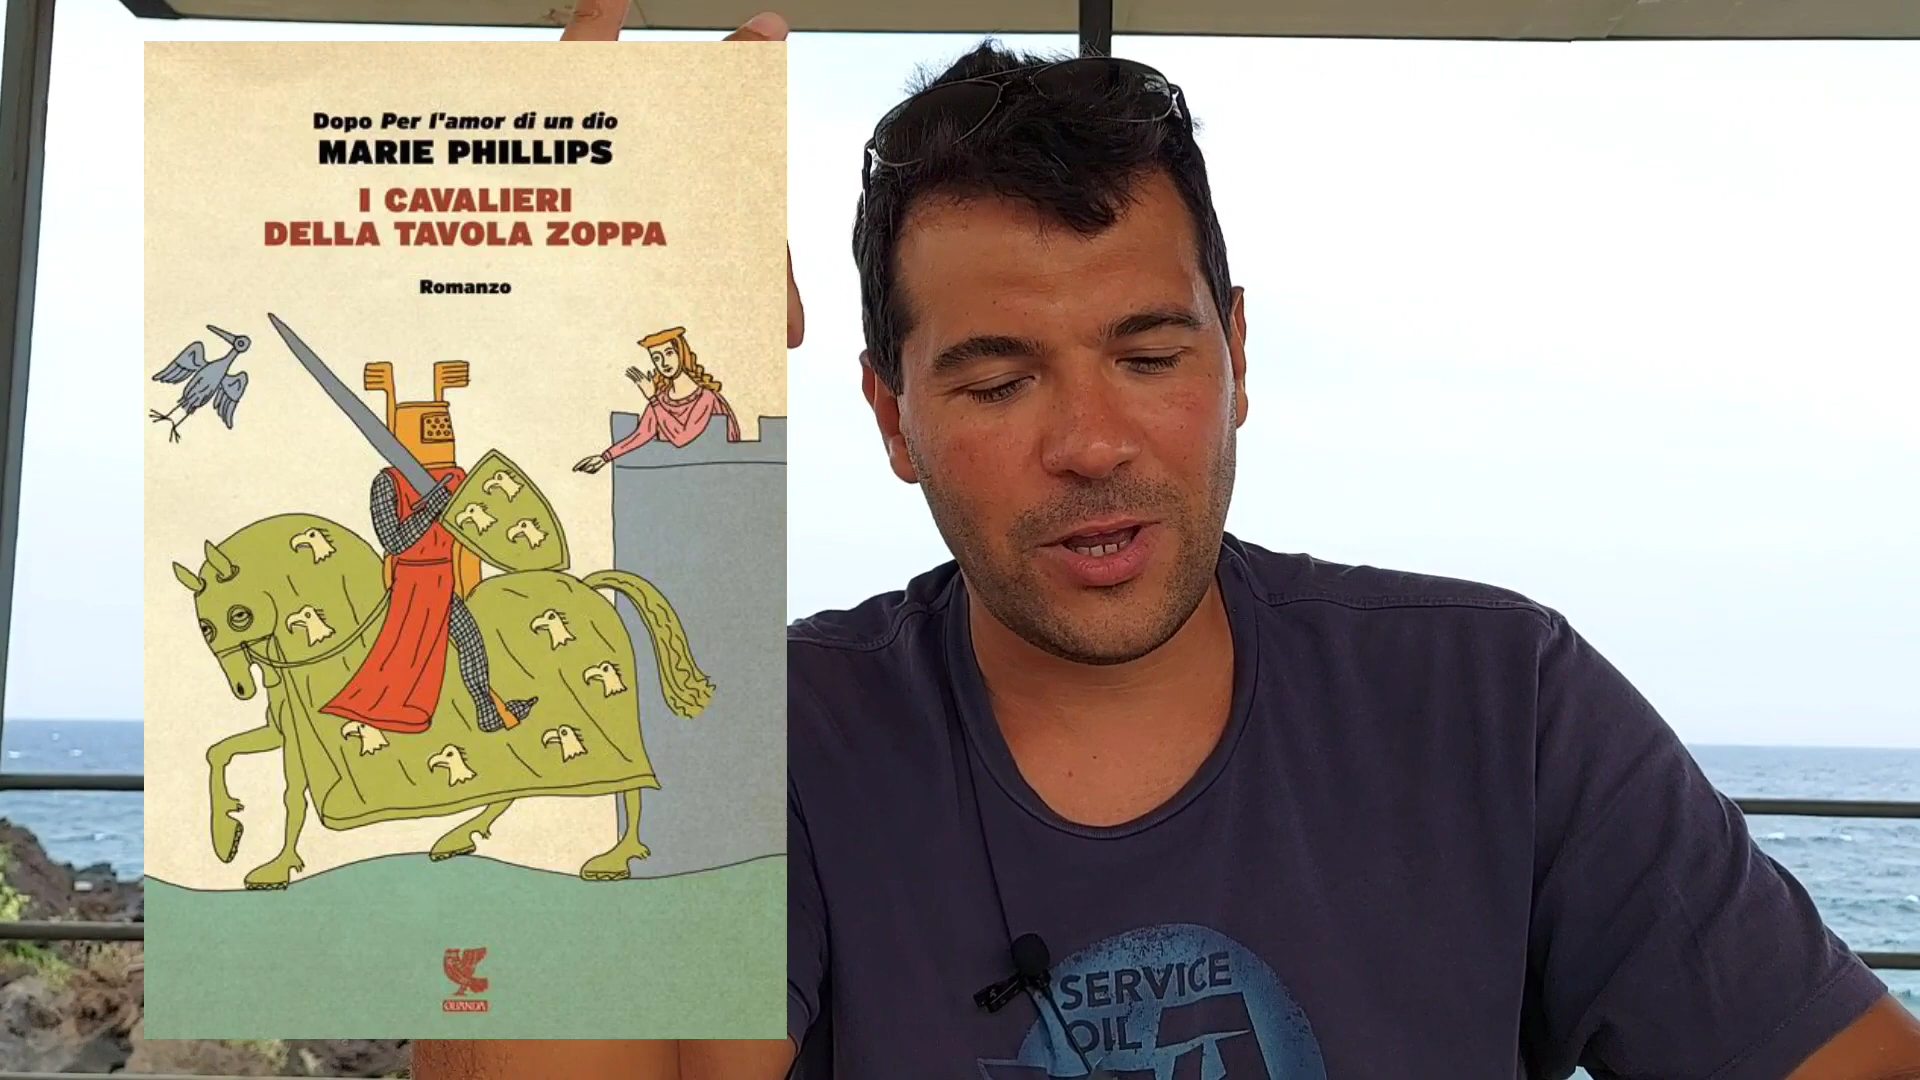 Dopo Per l'amor di un dio
MARIE PHILLIPS
I CAVALIERI
DELLA TAVOLA ZOPPA
Romanzo
GUANDA
SERVICE
OIL